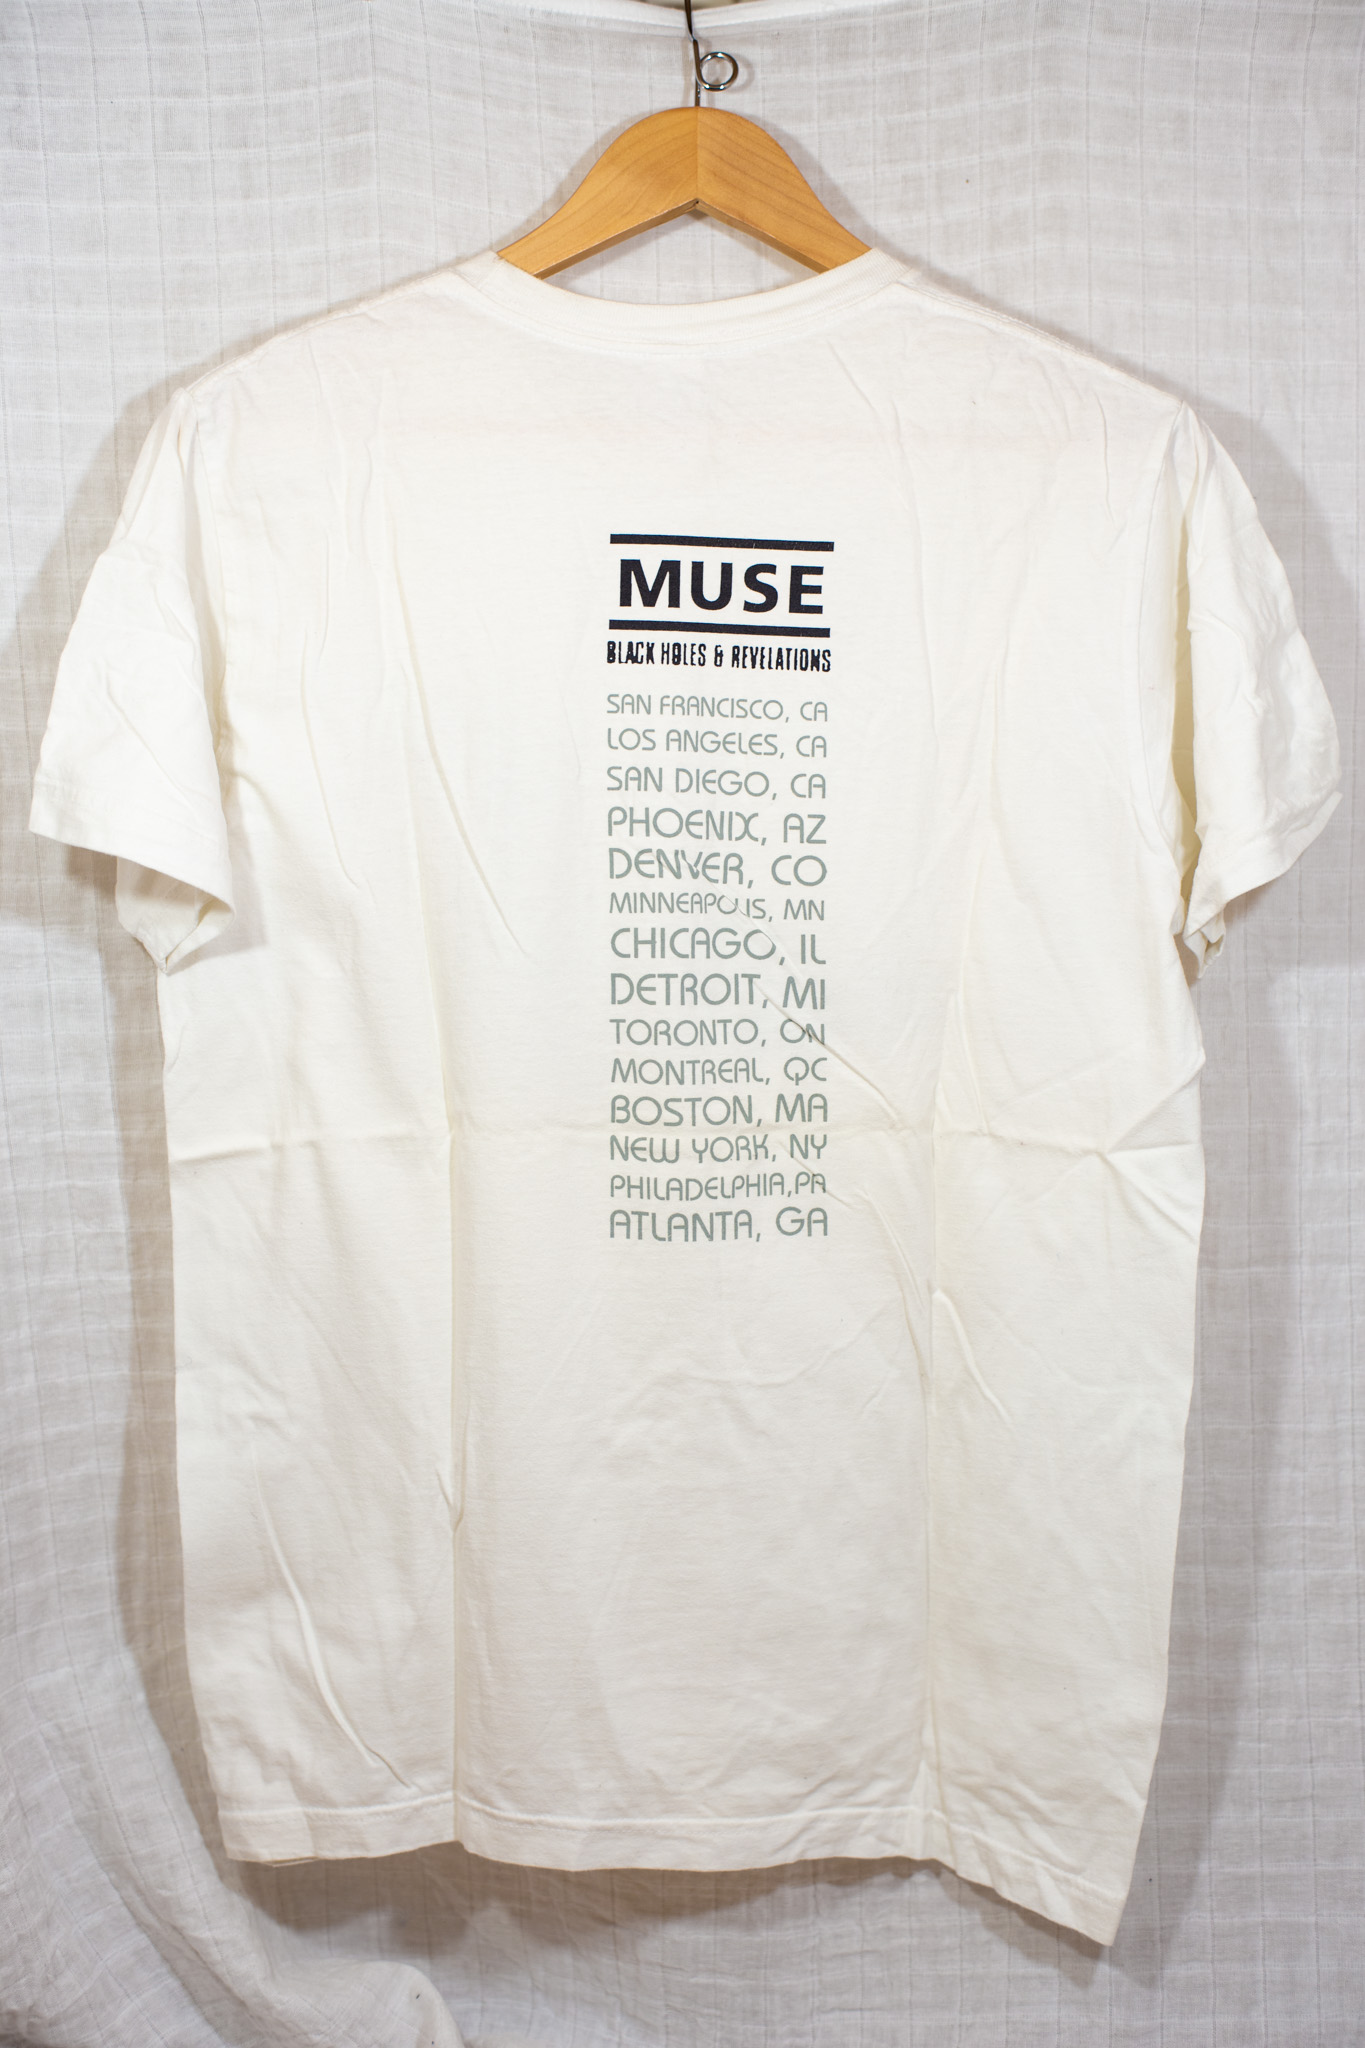 MUSE
BLACK HOLES & REVELATIONS
SAN FRANCISCO, CA
LOS ANGELES, CA
SAN DIEGO, CA
PHOENIX, AZ
DENVER, CO
MINNEAPOLIS, MN
CHICAGO, IL
DETROIT, MI
TORONTO, ON
MONTREAL, QC
BOSTON, MA
NEW YORK, NY
PHILADELPHIA, PA
ATLANTA, GA